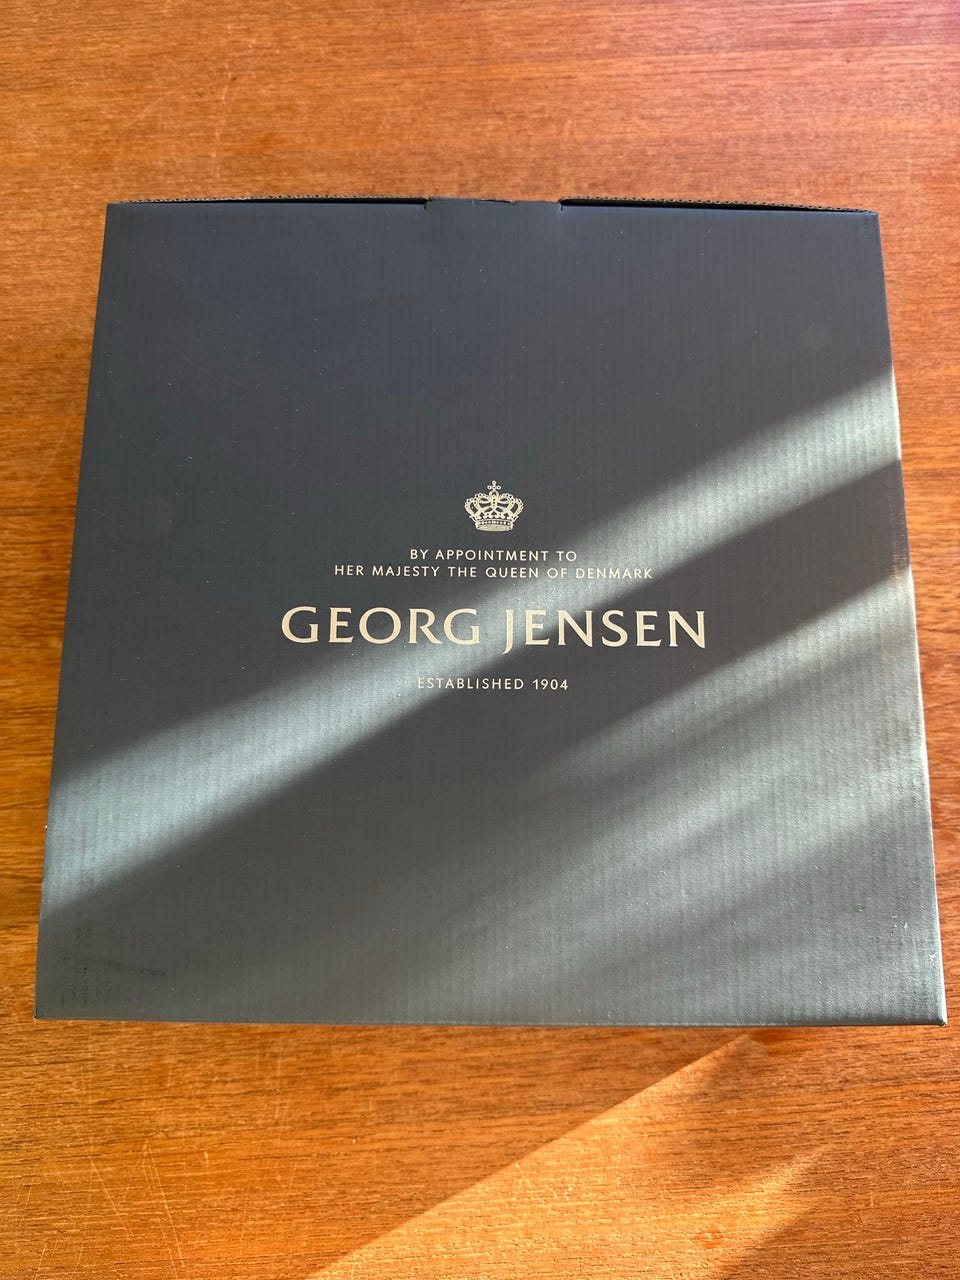 BY APPOINTMENT TO
HER MAJESTY THE QUEEN OF DENMARK
GEORG JENSEN
ESTABLISHED 1904